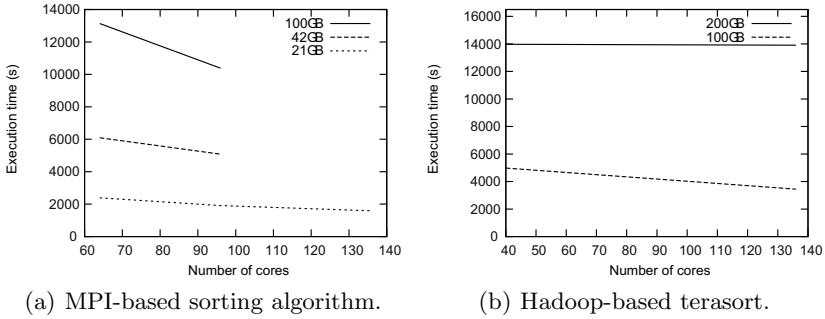 14000
12000
10000
8000
6000
4000
2000
0
Execution time (s)
100GB
42GB
21GB
60 70 80 90 100 110 120 130 140
Number of cores
(a) MPI-based sorting algorithm.
16000
14000
12000
10000
8000
6000
4000
2000
0
Execution time (s)
200GB
100GB
40 50 60 70 80 90 100 110 120 130 140
Number of cores
(b) Hadoop-based terasort.